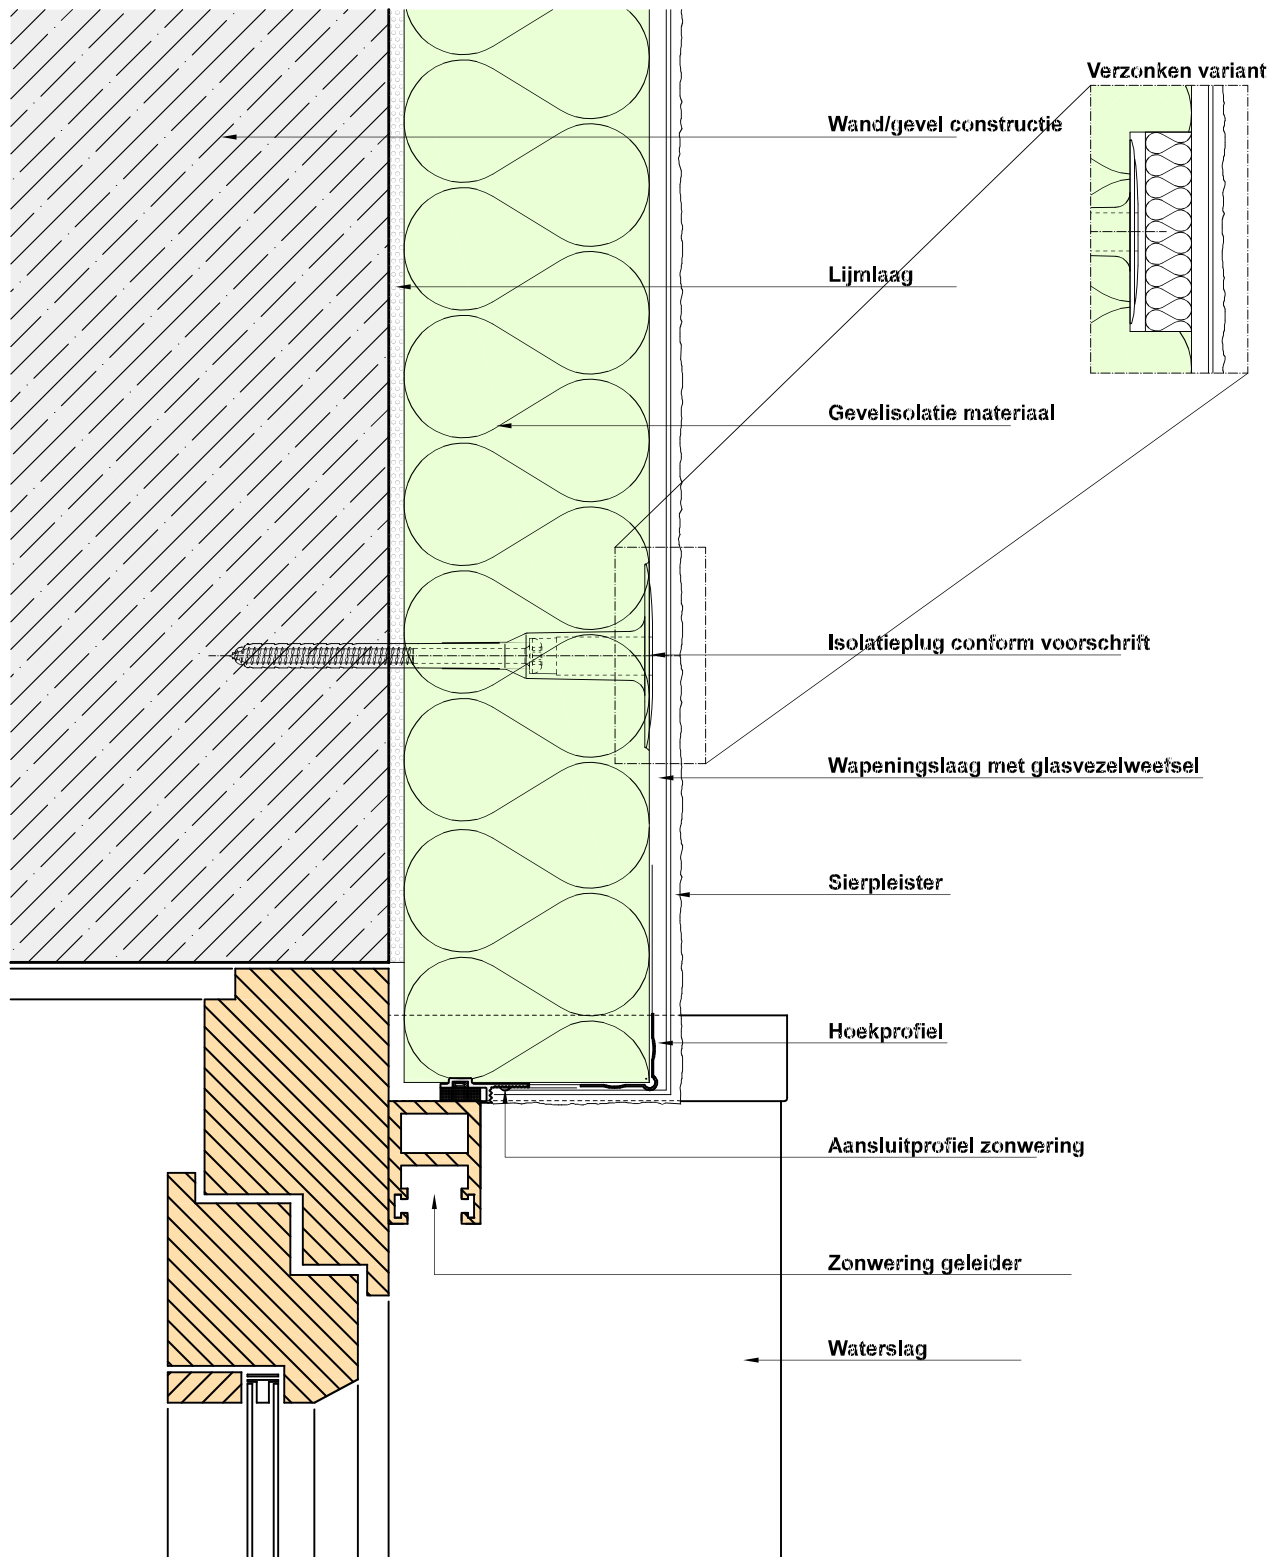 Verzonken variant
Wand/gevel constructie
Lijmlaag
Gevelisolatie materiaal
Isolatieplug conform voorschrift
Wapeningslaag met glasvezelweefsel
Sierpleister
Hoekprofiel
Aansluitprofiel zonwering
Zonwering geleider
Waterslag